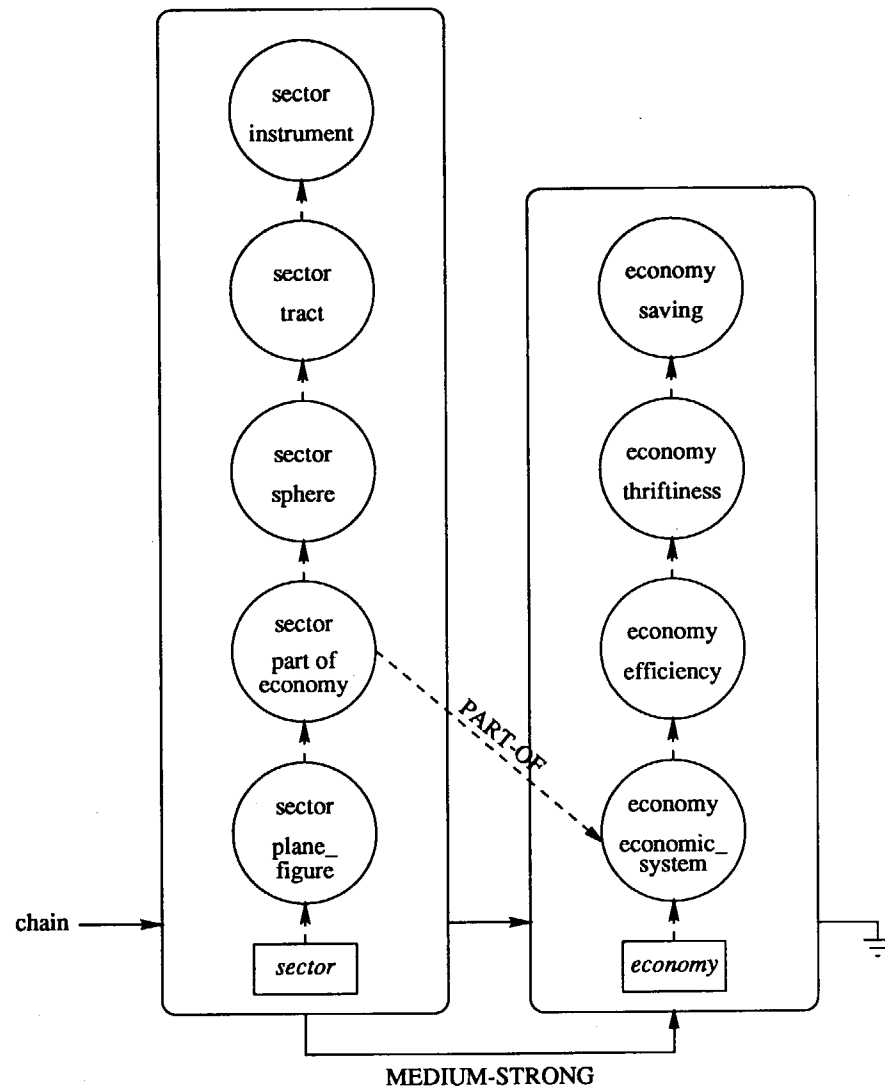 sector
instrument
sector
tract
sector
sphere
sector
part of
economy
sector
plane_
figure
sector
chain
economy
saving
economy
thriftiness
economy
efficiency
economy
economic_
system
economy
PART-OF
MEDIUM-STRONG